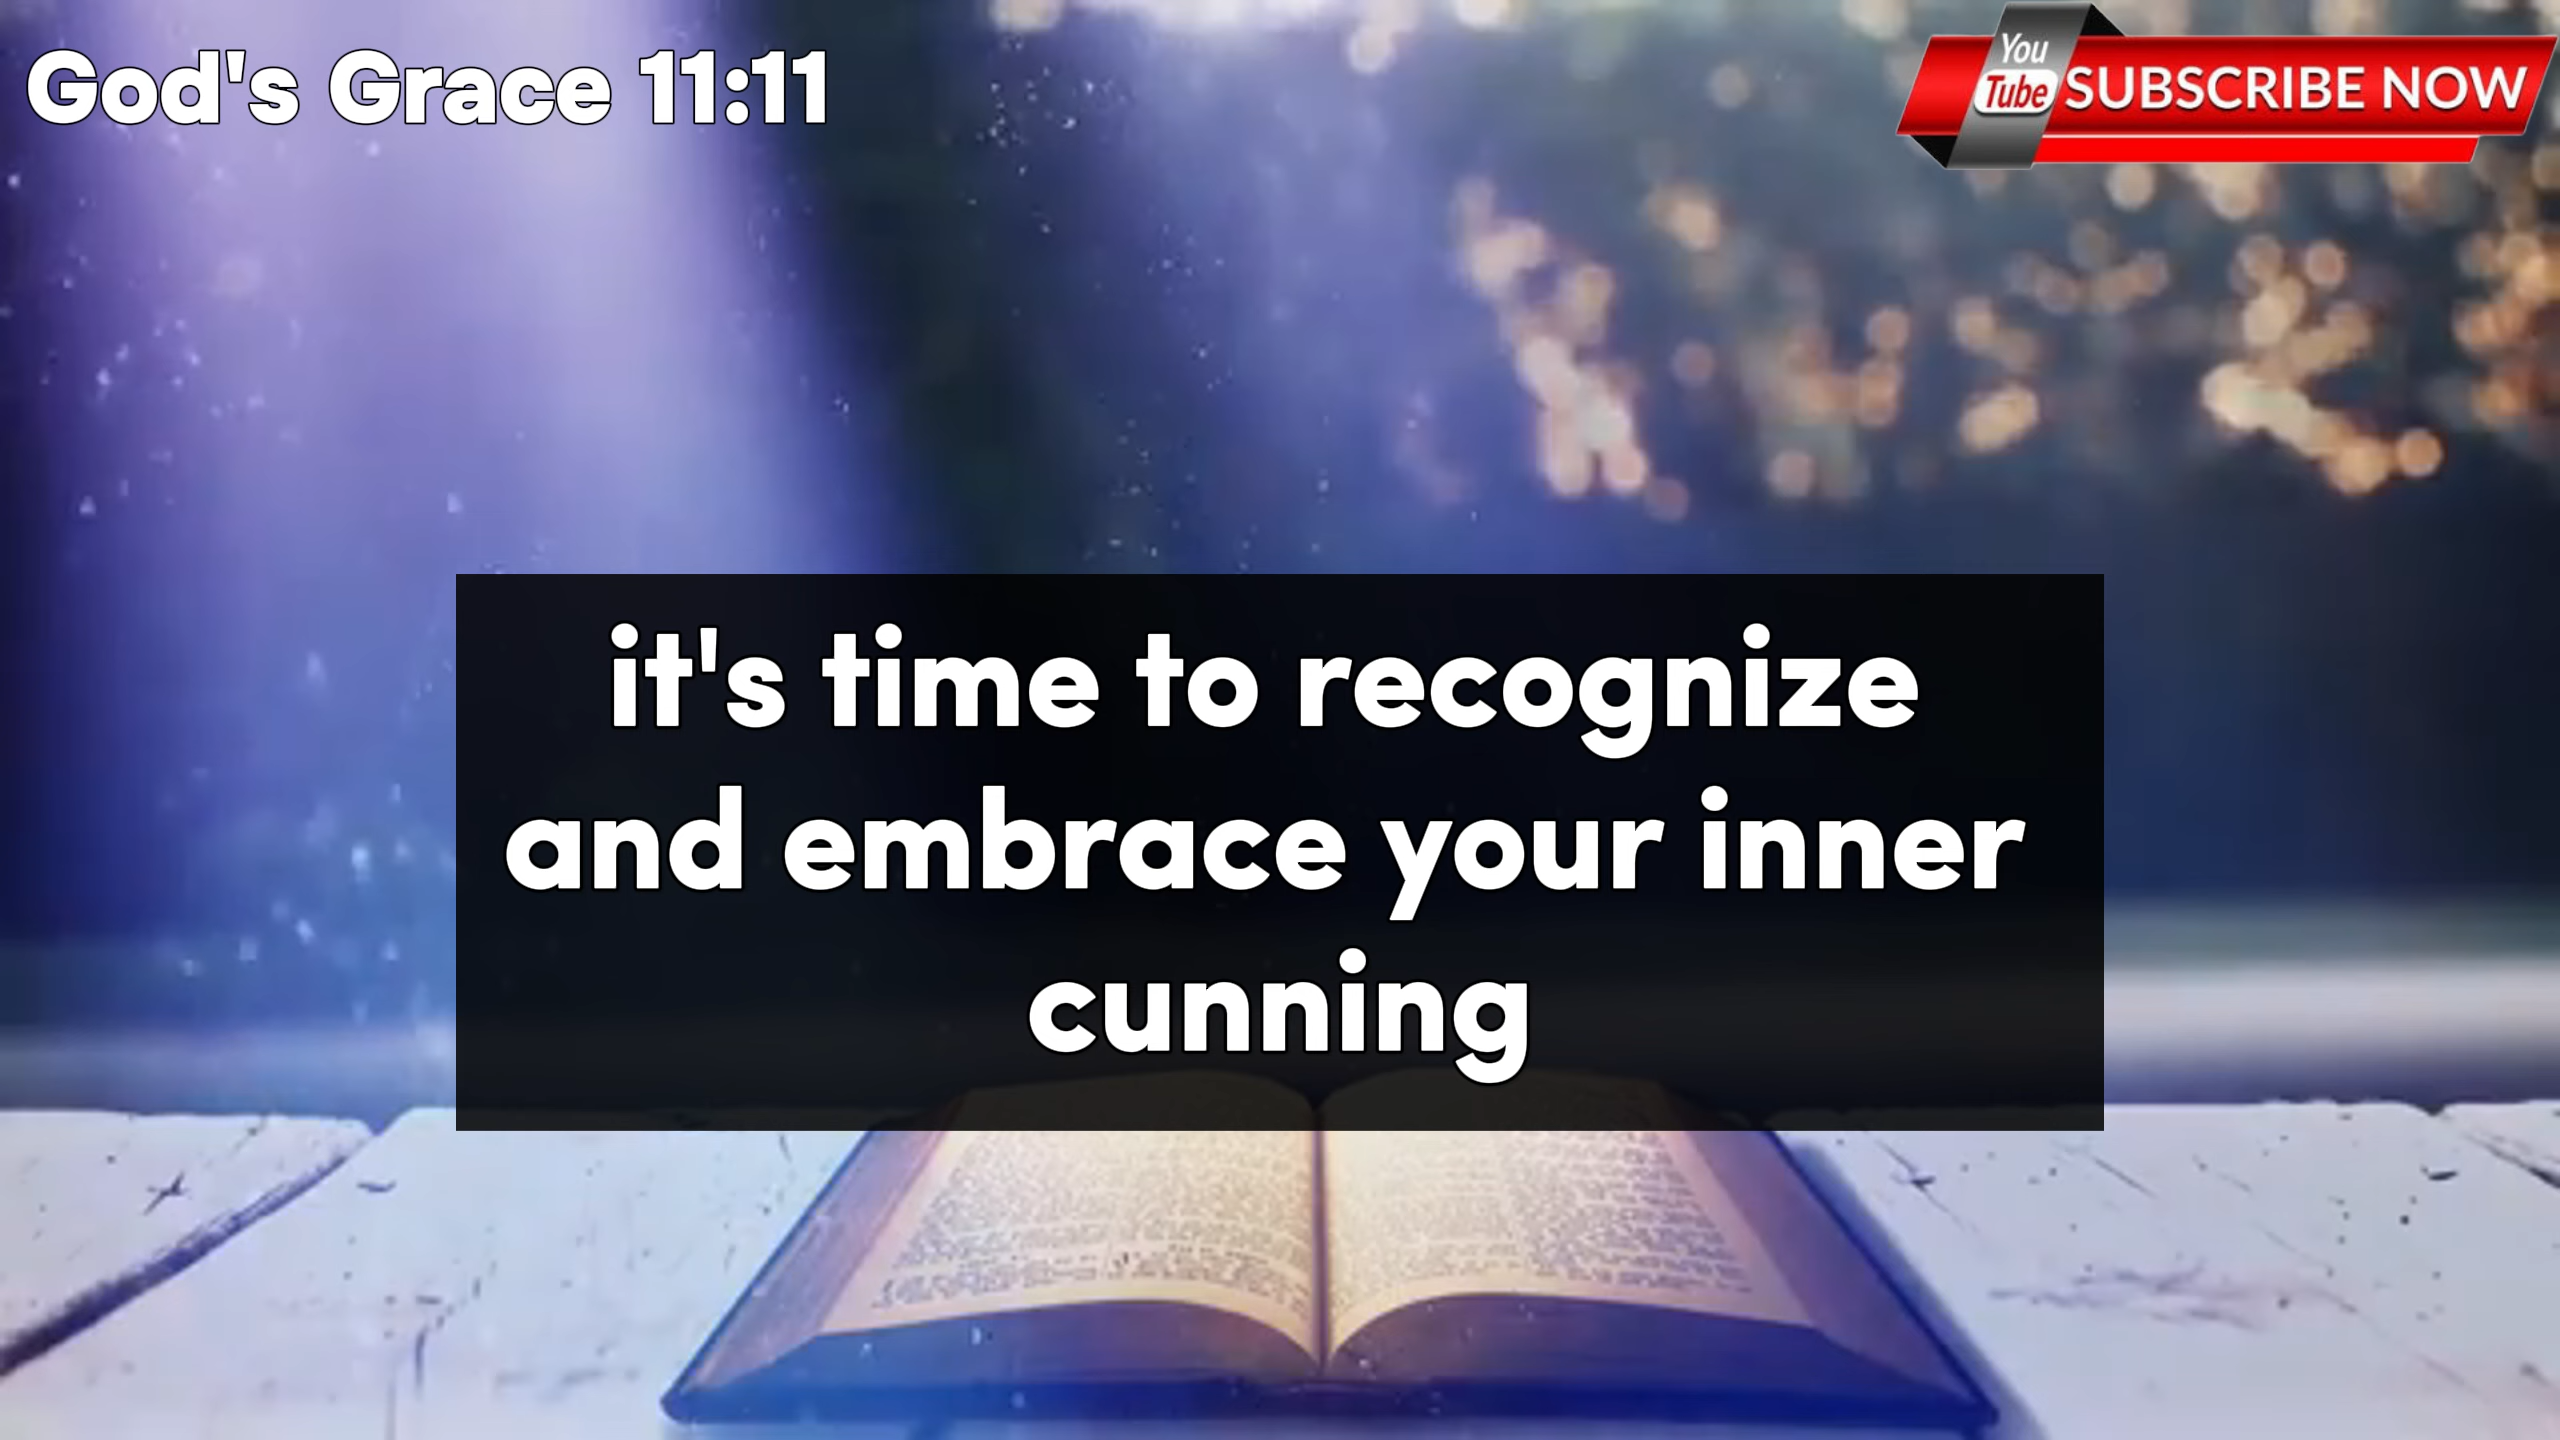 God's Grace 11:11
You
Tube
SUBSCRIBE NOW
it's time to recognize
and embrace your inner
cunning